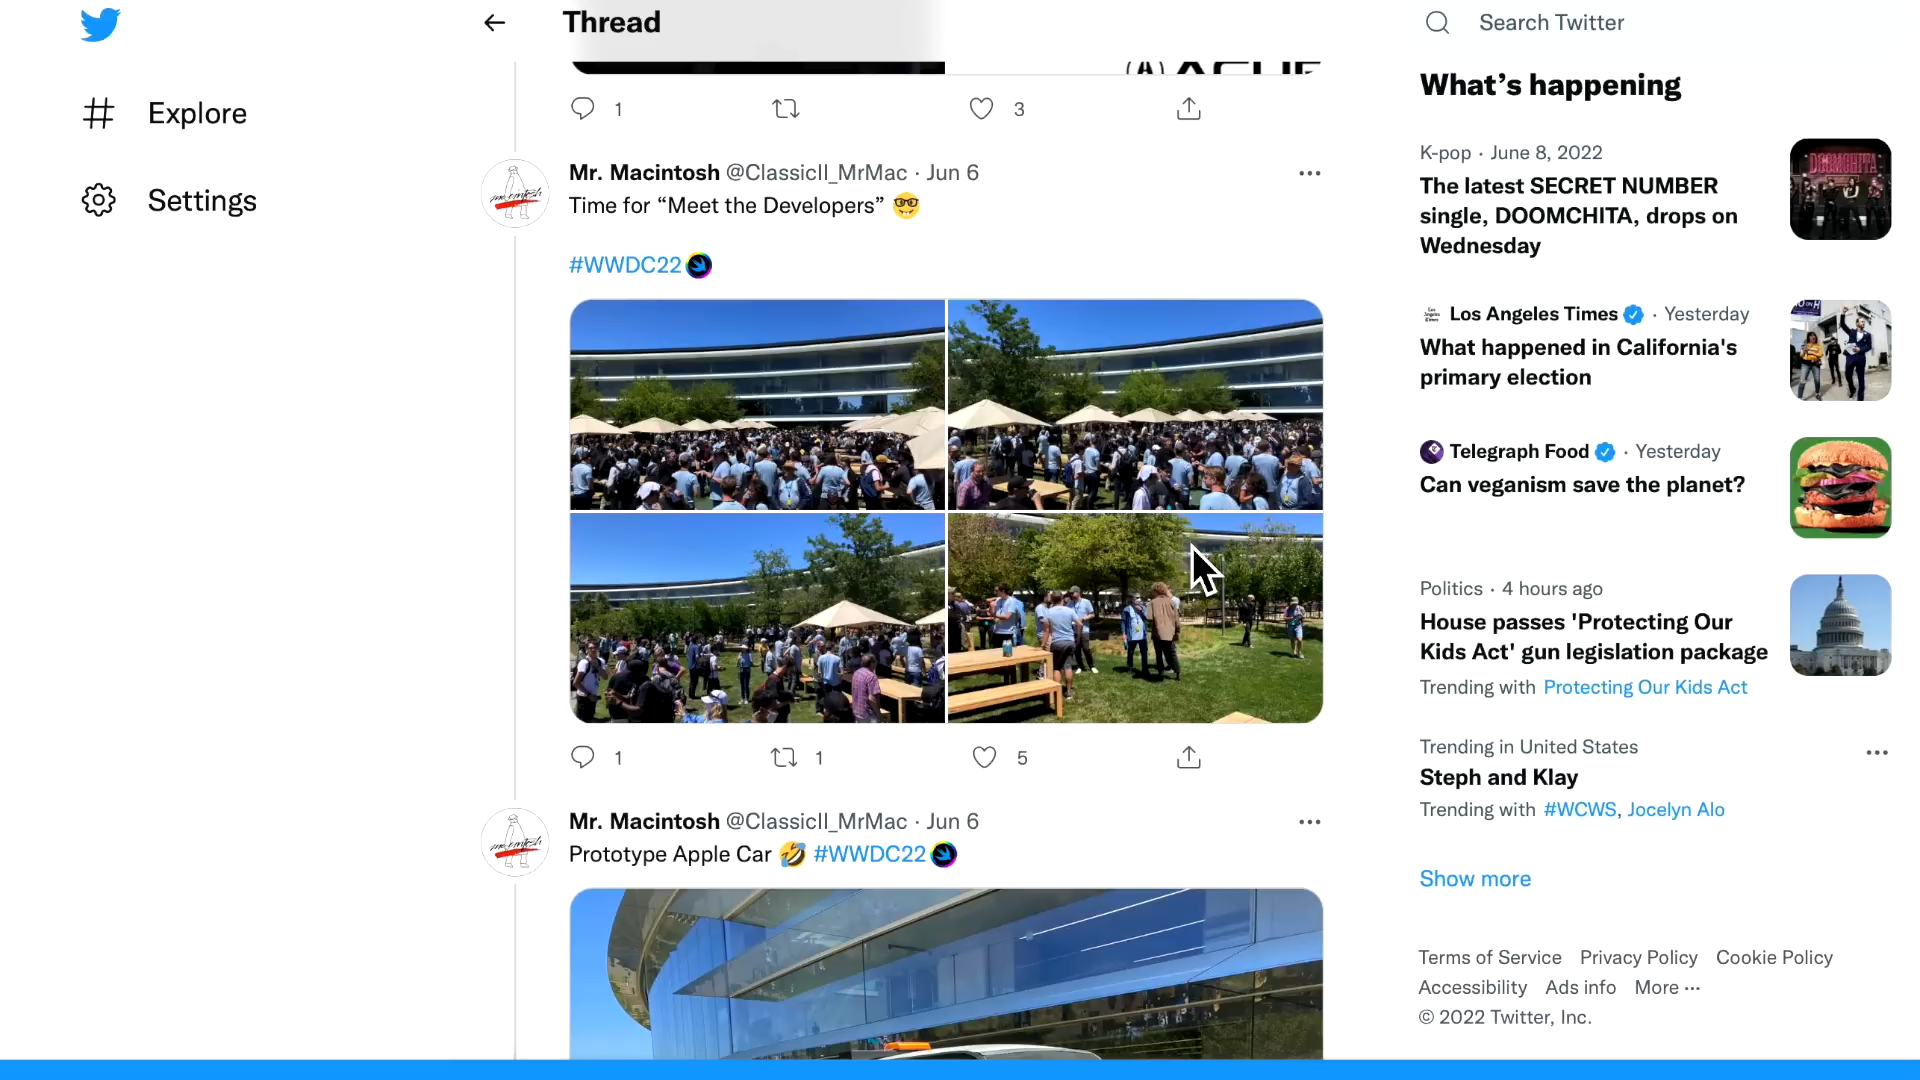 Thread
Search Twitter
What’s happening
Explore
Settings
1
3
Mr. Macintosh @ClassicII_MrMac · Jun 6
Time for “Meet the Developers” 🤓
#WWDC22
1
1
5
Mr. Macintosh @ClassicII_MrMac · Jun 6
Prototype Apple Car 🤣 #WWDC22
K-pop · June 8, 2022
The latest SECRET NUMBER
single, DOOMCHITA, drops on
Wednesday
DOOMCHITA
Los Angeles Times · Yesterday
What happened in California's
primary election
Telegraph Food · Yesterday
Can veganism save the planet?
Politics · 4 hours ago
House passes 'Protecting Our
Kids Act' gun legislation package
Trending with Protecting Our Kids Act
Trending in United States
Steph and Klay
Trending with #WCWS, Jocelyn Alo
Show more
Terms of Service Privacy Policy Cookie Policy
Accessibility Ads info More ···
© 2022 Twitter, Inc.